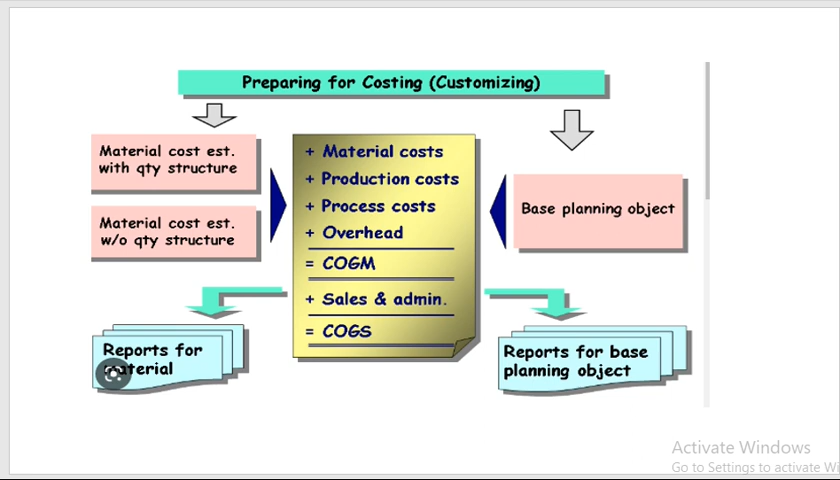 Preparing for Costing (Customizing)
Material cost est.
with qty structure
Material cost est.
w/o qty structure
+ Material costs
+ Production costs
+ Process costs
+ Overhead
= COGM
+ Sales & admin.
= COGS
Base planning object
Reports for
material
Reports for base
planning object
Activate Windows
Go to Settings to activate Wi